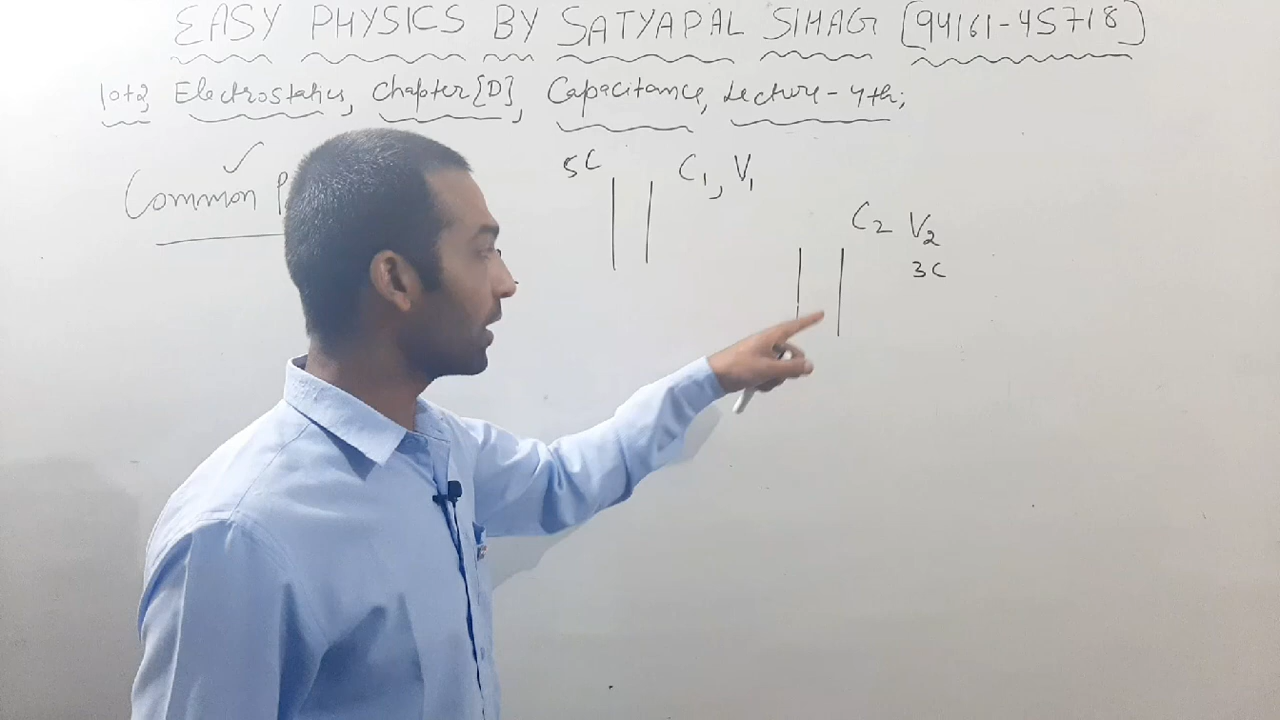 EASY PHYSICS BY SATYAPAL SIHAG (94161-45718)
10+2, Electrostatics, Chapter [D], Capacitance, Lecture-4th;
Common
5C C₁, V₁
C₂ V₂
3C